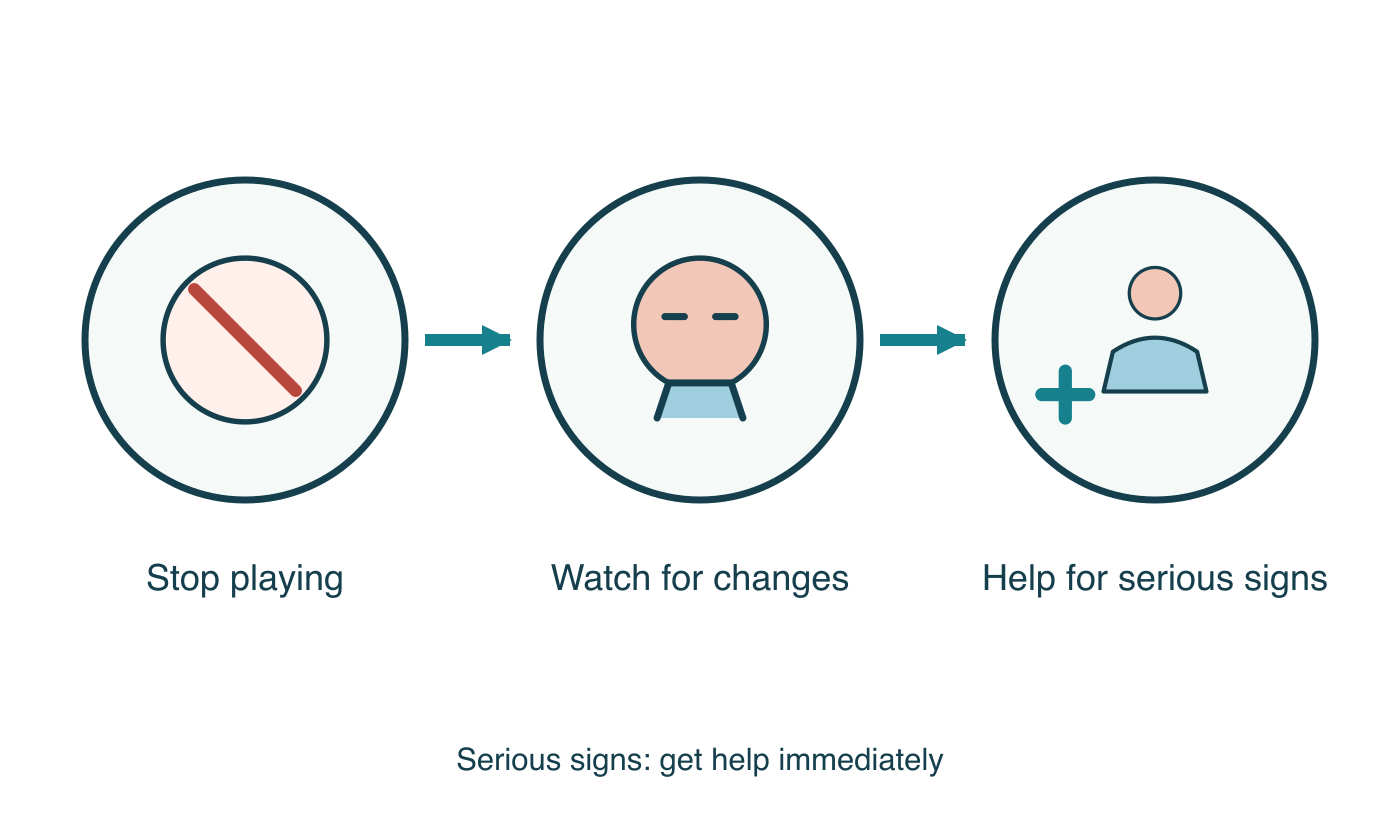 Stop playing
Watch for changes
Help for serious signs
Serious signs: get help immediately